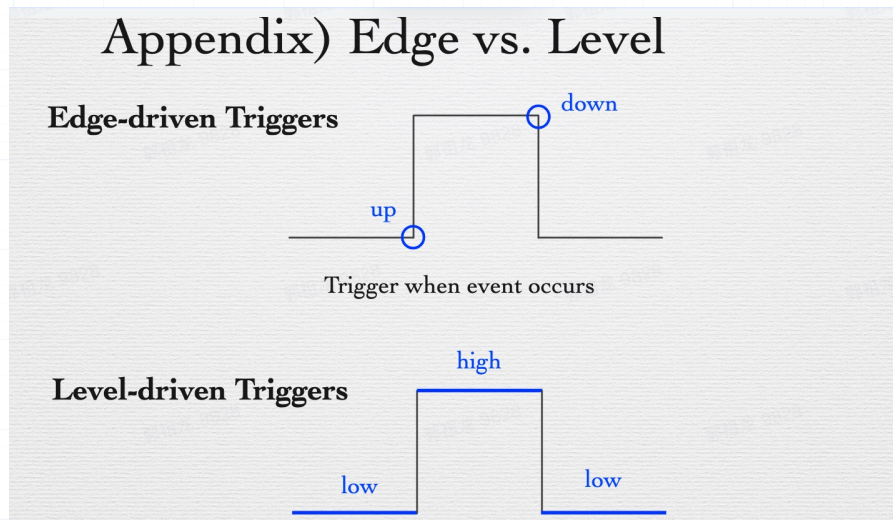 Appendix) Edge vs. Level
Edge-driven Triggers
down
up
Trigger when event occurs
high
Level-driven Triggers
low
low